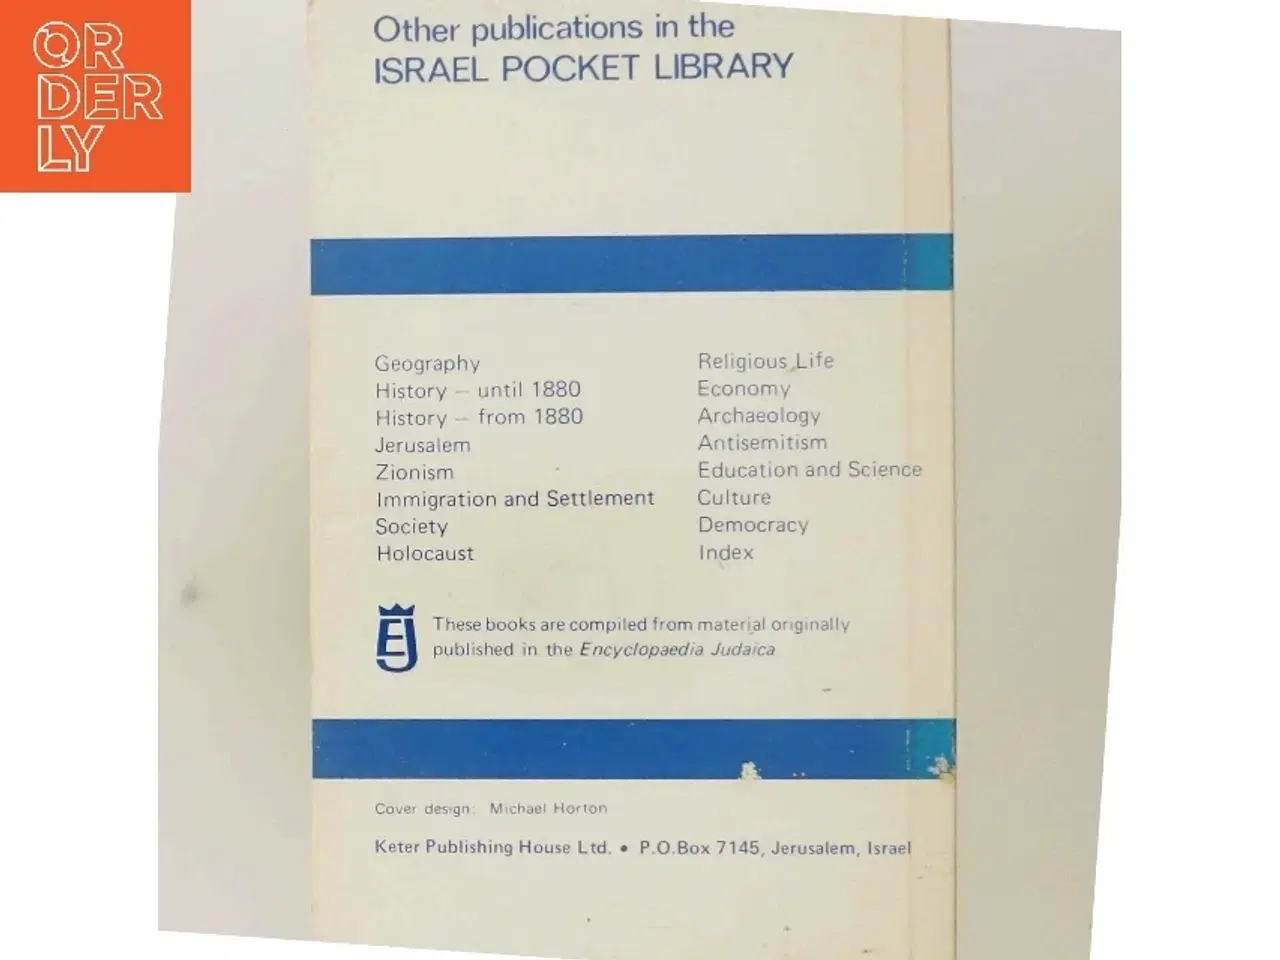 ORDERLY
Other publications in the
ISRAEL POCKET LIBRARY
Geography
History – until 1880
History – from 1880
Jerusalem
Zionism
Immigration and Settlement
Society
Holocaust
Religious Life
Economy
Archaeology
Antisemitism
Education and Science
Culture
Democracy
Index
EJ
These books are compiled from material originally
published in the Encyclopaedia Judaica
Cover design: Michael Horton
Keter Publishing House Ltd. • P.O.Box 7145, Jerusalem, Israel